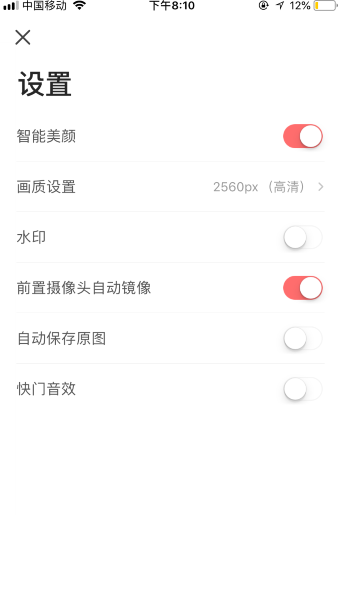 中国移动 下午8:10 12%
设置
智能美颜
画质设置 2560px （高清）
水印
前置摄像头自动镜像
自动保存原图
快门音效